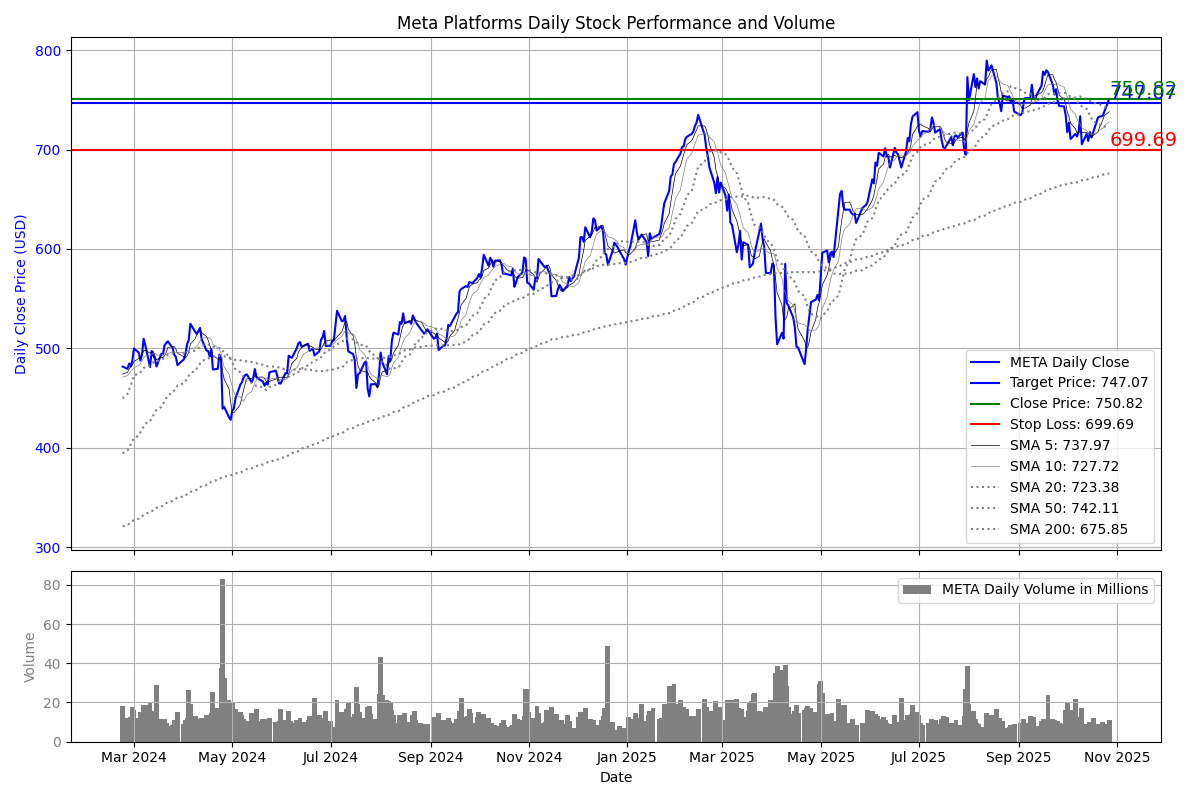 Meta Platforms Daily Stock Performance and Volume
800
700
600
500
400
300
Daily Close Price (USD)
750.82
747.07
699.69
META Daily Close
Target Price: 747.07
Close Price: 750.82
Stop Loss: 699.69
SMA 5: 737.97
SMA 10: 727.72
SMA 20: 723.38
SMA 50: 742.11
SMA 200: 675.85
80
60
40
20
0
Volume
META Daily Volume in Millions
Mar 2024 May 2024 Jul 2024 Sep 2024 Nov 2024 Jan 2025 Mar 2025 May 2025 Jul 2025 Sep 2025 Nov 2025
Date